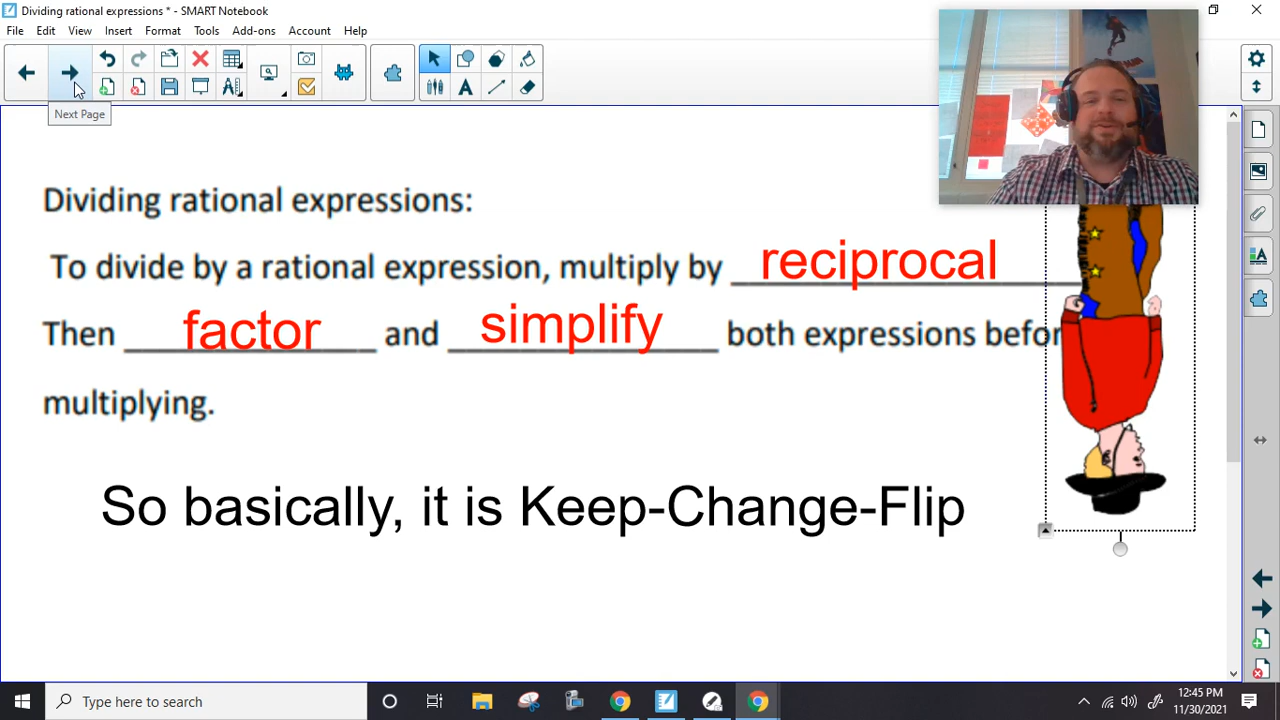 Dividing rational expressions * - SMART Notebook
File Edit View Insert Format Tools Add-ons Account Help
Next Page
Dividing rational expressions:
To divide by a rational expression, multiply by reciprocal
Then factor and simplify both expressions befor
multiplying.
So basically, it is Keep-Change-Flip
Type here to search
12:45 PM
11/30/2021